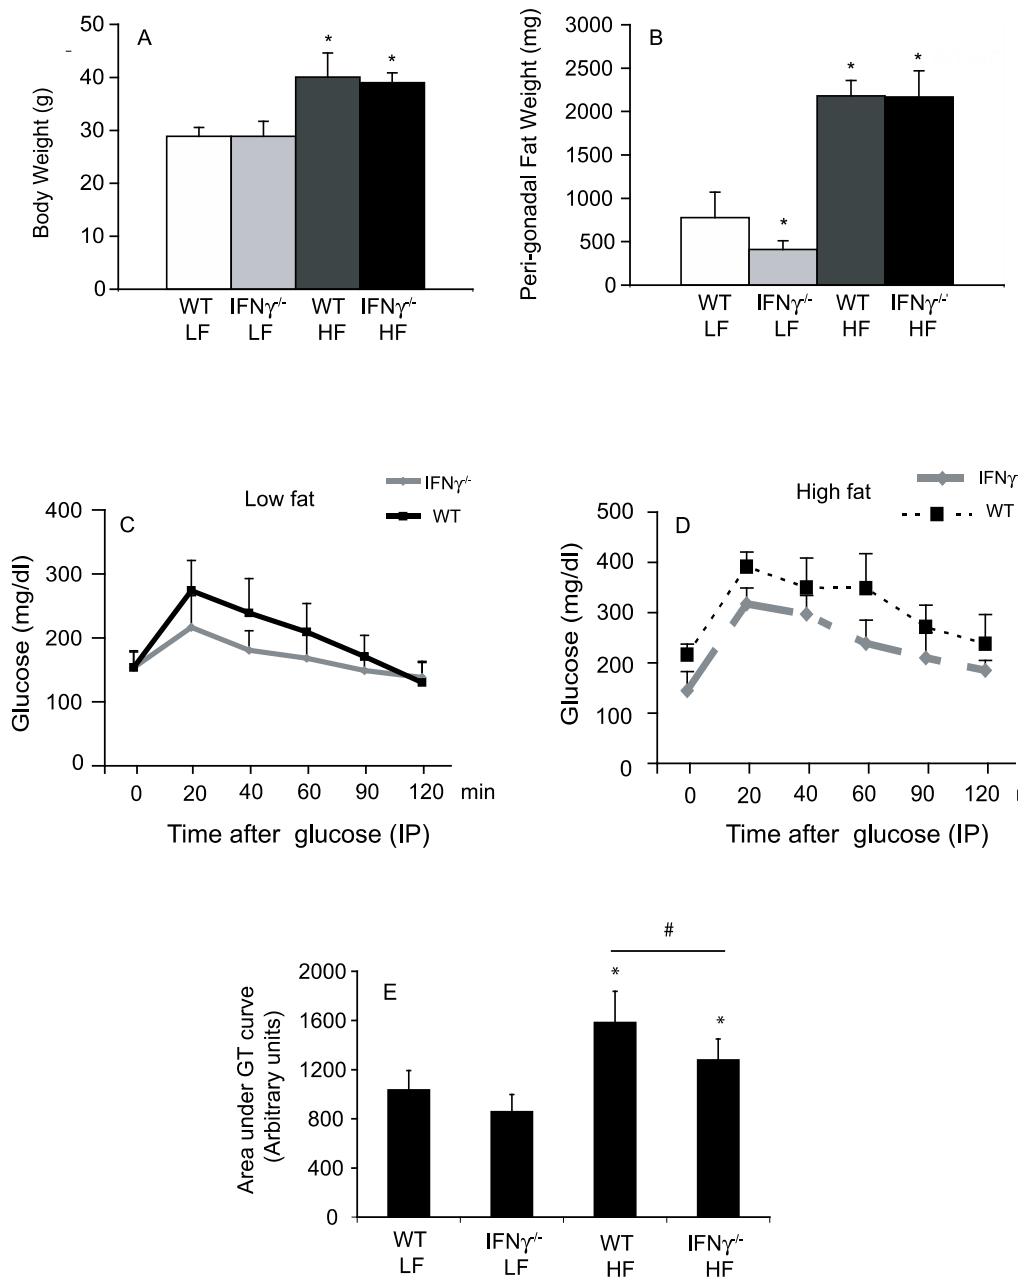 A
Body Weight (g)
50
40
30
20
10
0
*
*
WT IFNγ-/- WT IFNγ-/-
LF LF HF HF
B
Peri-gonadal Fat Weight (mg)
3000
2500
2000
1500
1000
500
0
*
*
*
WT IFNγ-/- WT IFNγ-/-
LF LF HF HF
C
Low fat
IFNγ-/-
WT
Glucose (mg/dl)
400
300
200
100
0
0 20 40 60 90 120 min
Time after glucose (IP)
D
High fat
IFNγ-
WT
Glucose (mg/dl)
500
400
300
200
100
0
0 20 40 60 90 120
Time after glucose (IP)
E
#
*
*
Area under GT curve
(Arbitrary units)
2000
1600
1200
800
400
0
WT IFNγ-/- WT IFNγ-/-
LF LF HF HF